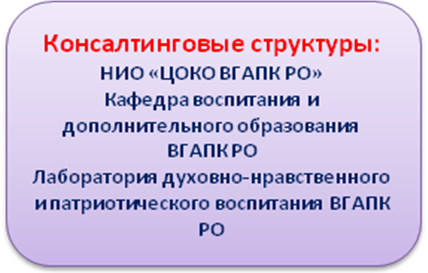 Консалтинговые структуры:
НИО «ЦОКО ВГАПК РО»
Кафедра воспитания и
дополнительного образования
ВГАПК РО
Лаборатория духовно-нравственного
и патриотического воспитания ВГАПК
РО